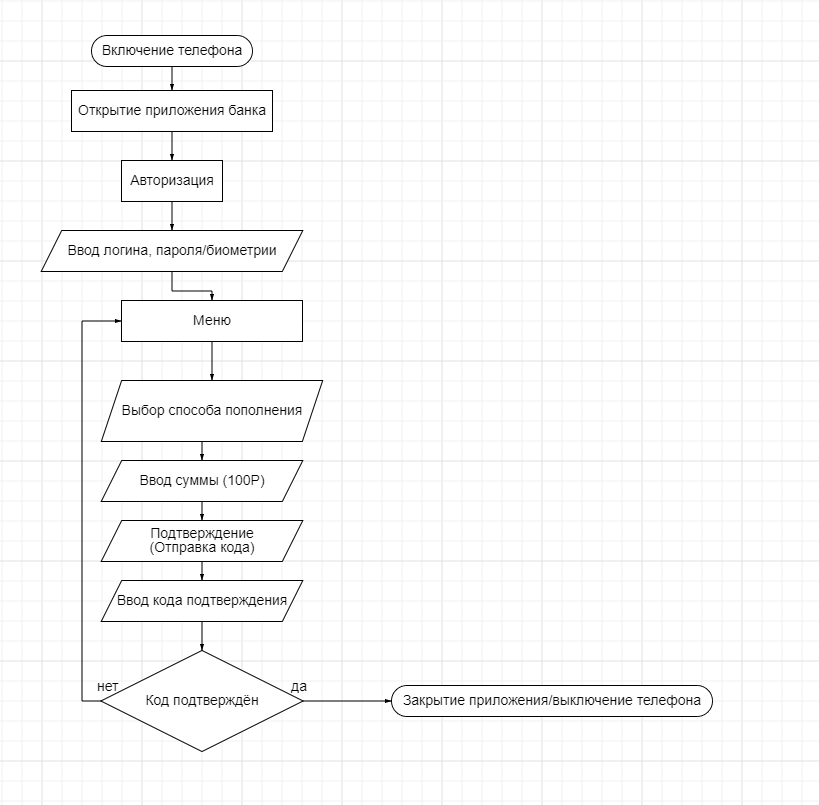 Включение телефона
Открытие приложения банка
Авторизация
Ввод логина, пароля/биометрии
Меню
Выбор способа пополнения
Ввод суммы (100Р)
Подтверждение
(Отправка кода)
Ввод кода подтверждения
нет
да
Код подтверждён
Закрытие приложения/выключение телефона